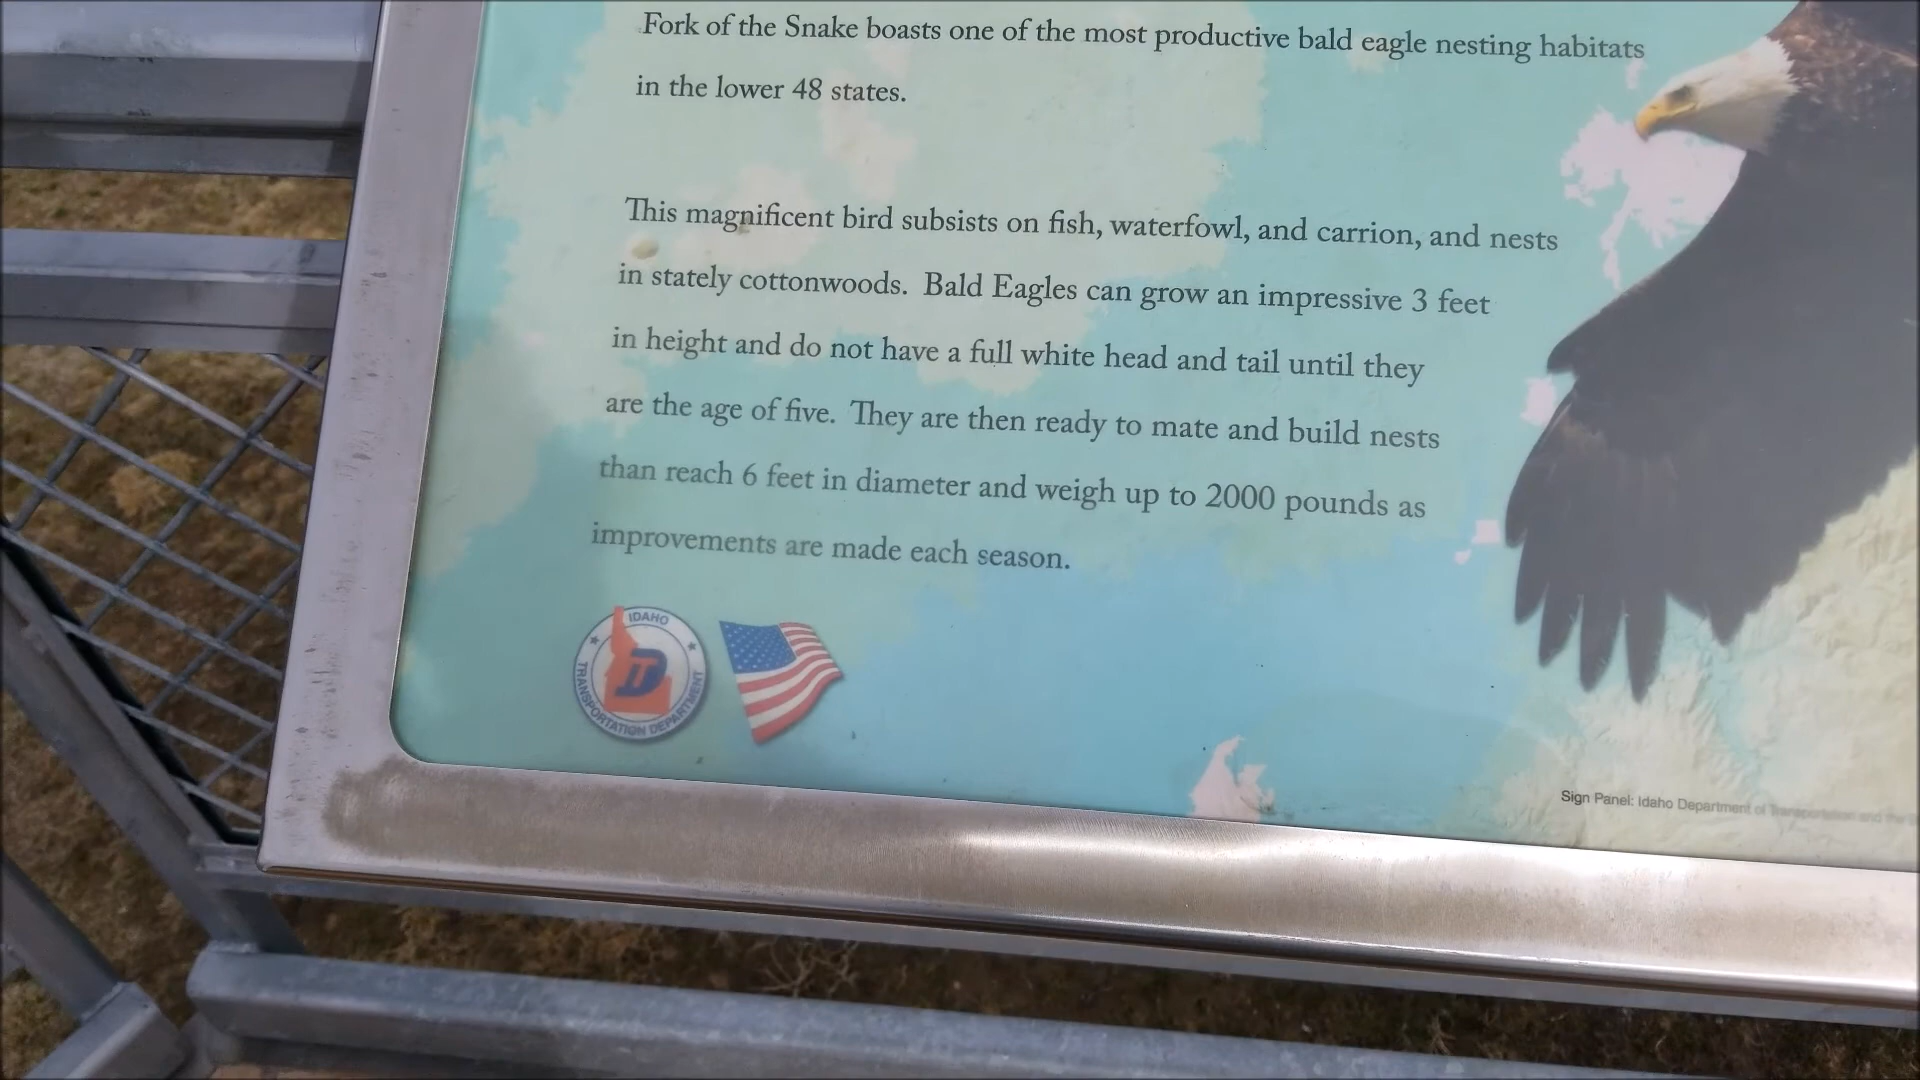 Fork of the Snake boasts one of the most productive bald eagle nesting habitats
in the lower 48 states.
This magnificent bird subsists on fish, waterfowl, and carrion, and nests
in stately cottonwoods. Bald Eagles can grow an impressive 3 feet
in height and do not have a full white head and tail until they
are the age of five. They are then ready to mate and build nests
than reach 6 feet in diameter and weigh up to 2000 pounds as
improvements are made each season.
IDAHO
ITD
TRANSPORTATION DEPARTMENT
Sign Panel: Idaho Department of Transportation and the